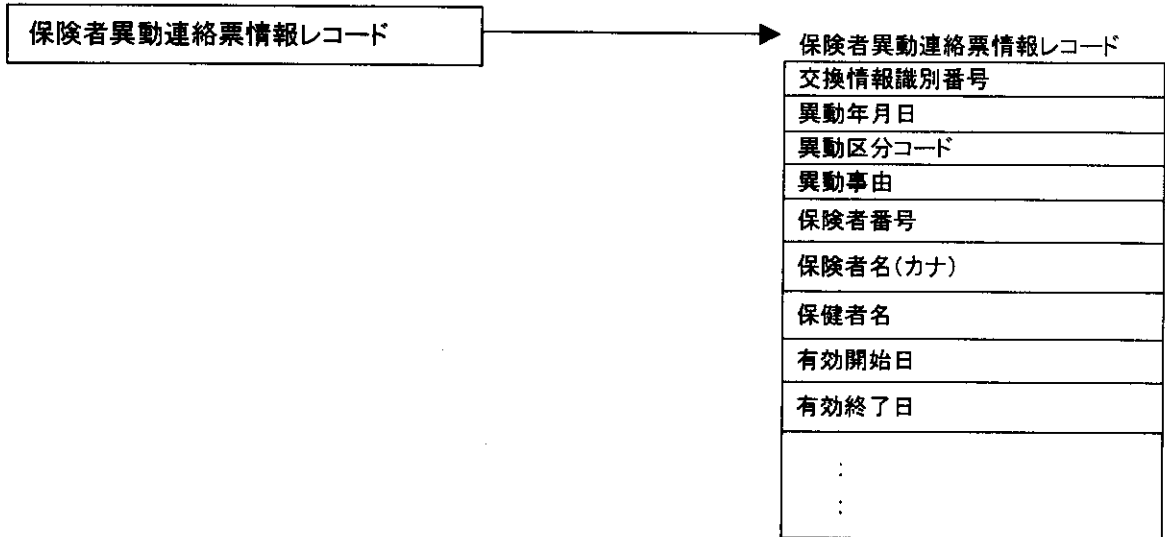 保険者異動連絡票情報レコード
保険者異動連絡票情報レコード
交換情報識別番号
異動年月日
異動区分コード
異動事由
保険者番号
保険者名(カナ)
保健者名
有効開始日
有効終了日
:
: